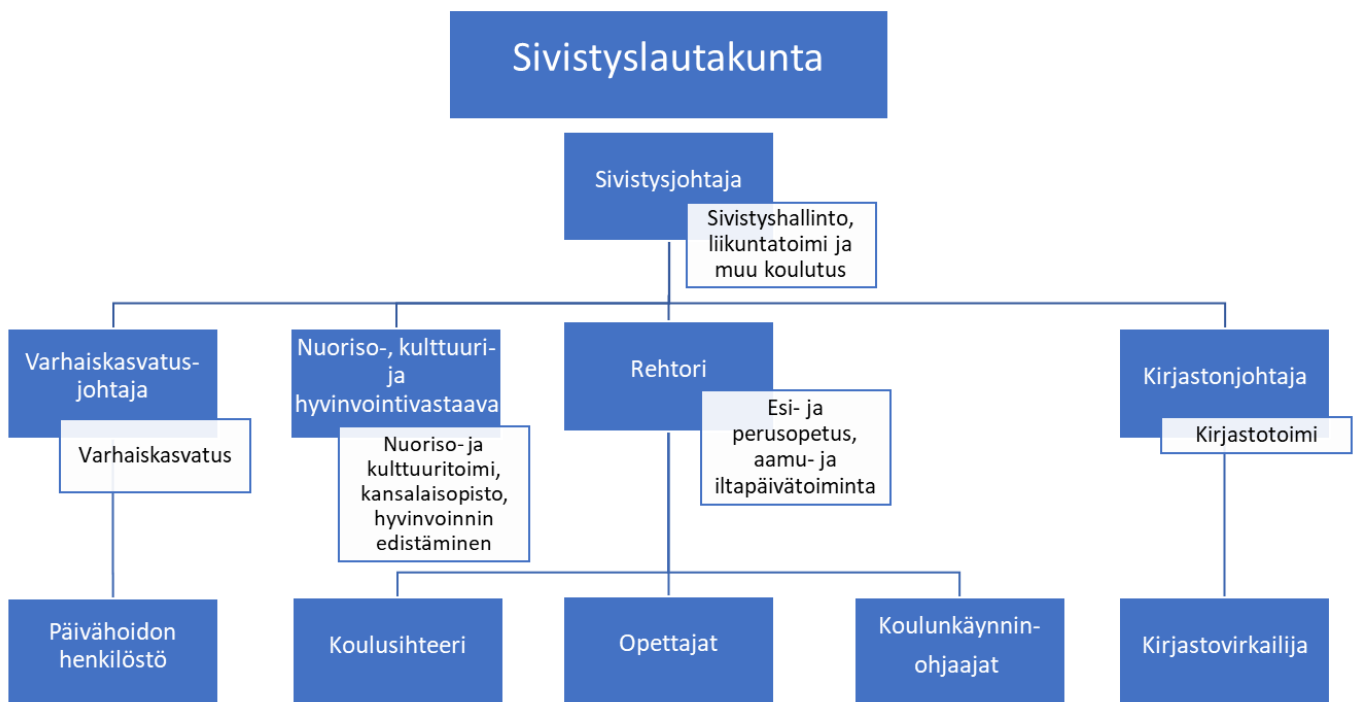 Sivistyslautakunta
Sivistysjohtaja
Sivistyshallinto,
liikuntatoimi ja
muu koulutus
Varhaiskasvatus-
johtaja
Varhaiskasvatus
Nuoriso-, kulttuuri-
ja
hyvinvointivastaava
Nuoriso- ja
kulttuuritoimi,
kansalaisopisto,
hyvinvoinnin
edistäminen
Rehtori
Esi- ja
perusopetus,
aamu- ja
iltapäivätoiminta
Kirjastonjohtaja
Kirjastotoimi
Päivähoidon
henkilöstö
Koulusihteeri
Opettajat
Koulunkäynnin-
ohjaajat
Kirjastovirkailija